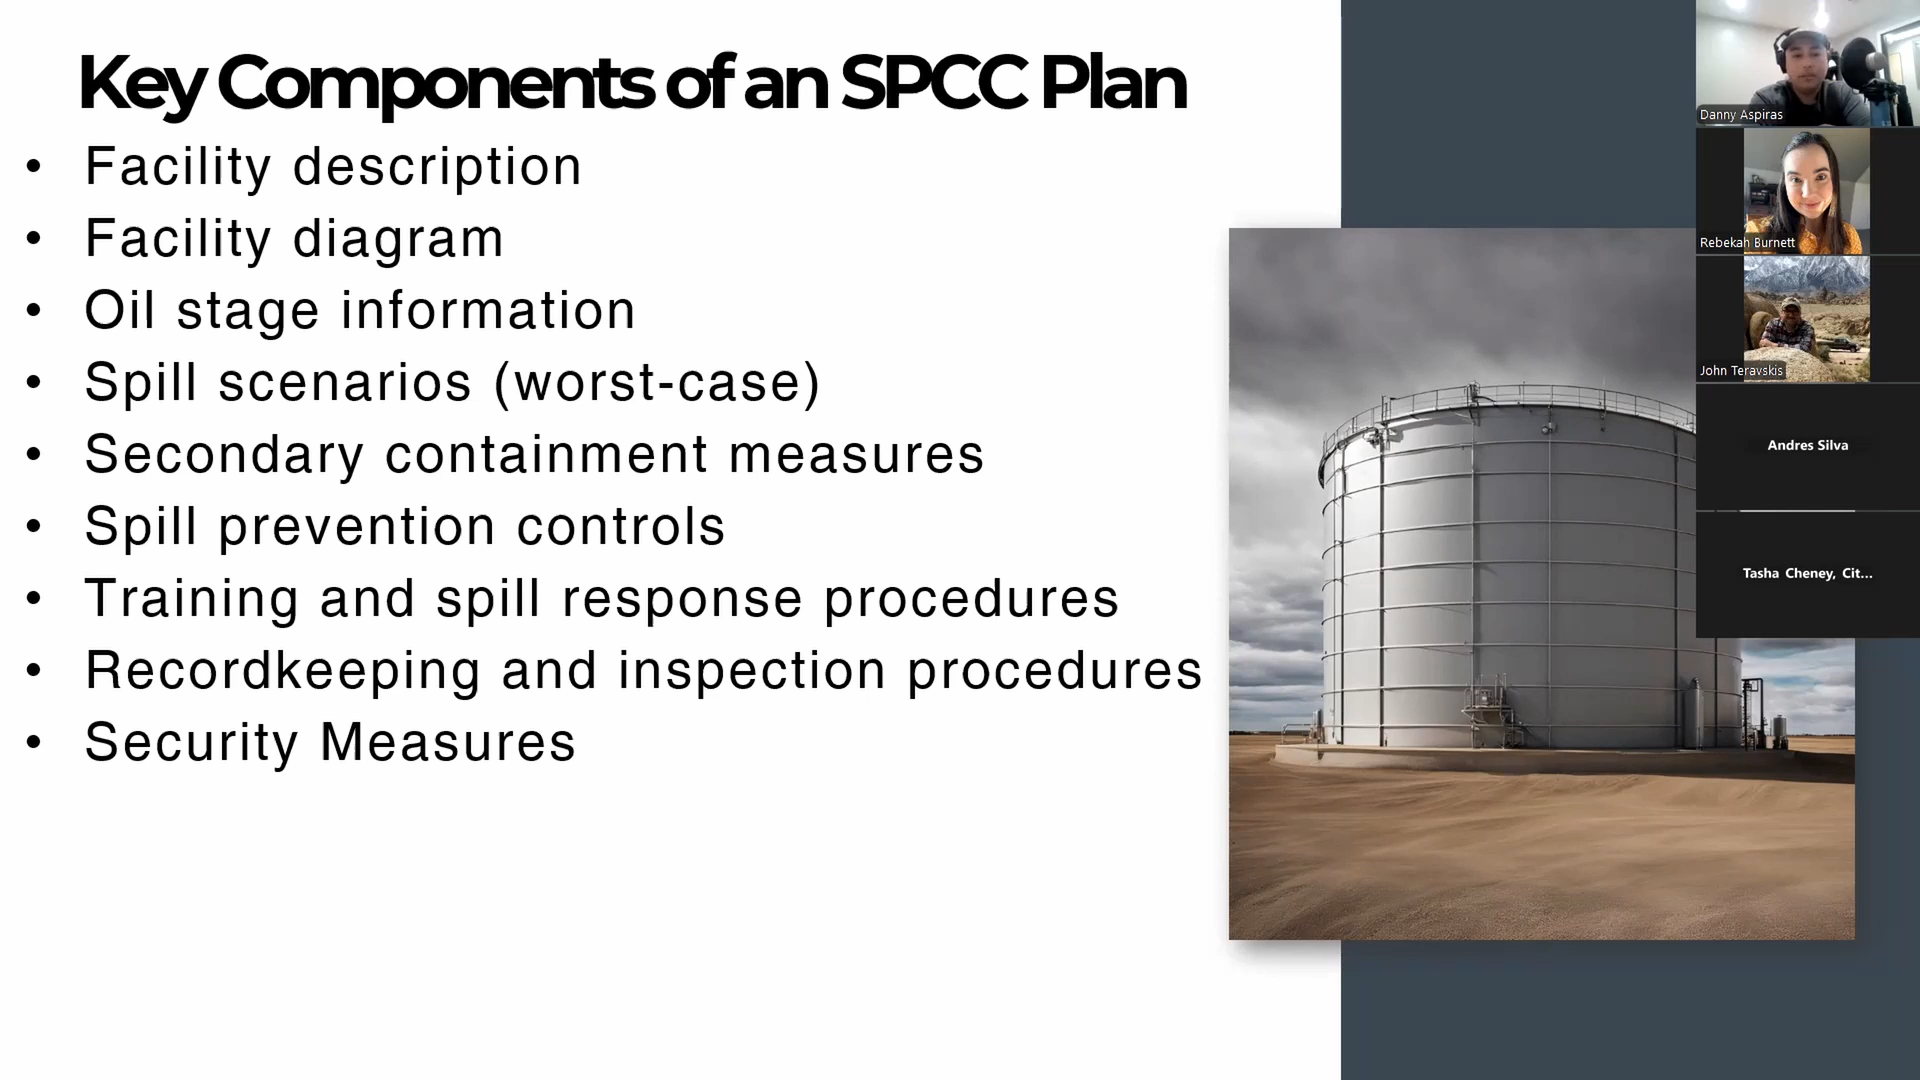 Key Components of an SPCC Plan
• Facility description
• Facility diagram
• Oil stage information
• Spill scenarios (worst-case)
• Secondary containment measures
• Spill prevention controls
• Training and spill response procedures
• Recordkeeping and inspection procedures
• Security Measures
Danny Aspiras
Rebekah Burnett
John Teravskis
Andres Silva
Tasha Cheney, Cit...